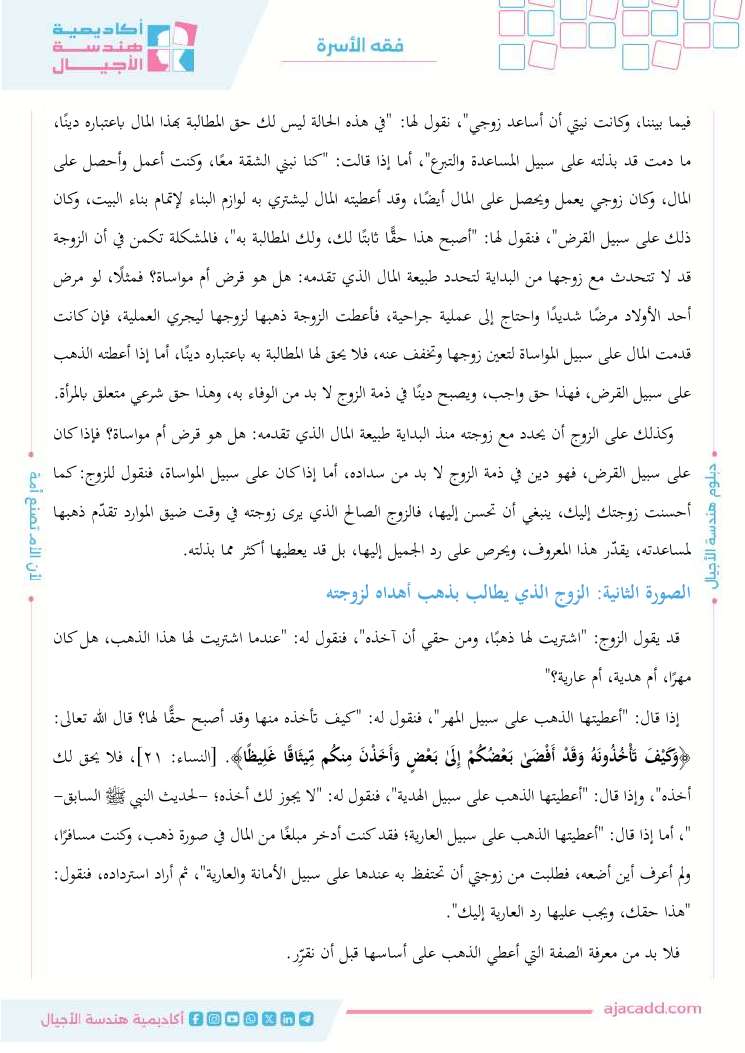 أكاديمية
هندسة
الأجيال
فقه الأسرة
فيما بيننا، وكانت نيتي أن أساعد زوجي"، نقول لها: "في هذه الحالة ليس لك حق المطالبة بهذا المال باعتباره دينًا،
ما دمت قد بذلته على سبيل المساعدة والتبرع"، أما إذا قالت: "كنا نبني الشقة معًا، وكنت أعمل وأحصل على
المال، وكان زوجي يعمل ويحصل على المال أيضًا، وقد أعطيته المال ليشتري به لوازم البناء لإتمام بناء البيت، وكان
ذلك على سبيل القرض"، فنقول لها: "أصبح هذا حقًّا ثابتًا لك، ولك المطالبة به"، فالمشكلة تكمن في أن الزوجة
قد لا تتحدث مع زوجها من البداية لتحدد طبيعة المال الذي تقدمه: هل هو قرض أم مواساة؟ فمثلًا، لو مرض
أحد الأولاد مرضًا شديدًا واحتاج إلى عملية جراحية، فأعطت الزوجة ذهبها لزوجها ليجري العملية، فإن كانت
قدمت المال على سبيل المواساة لتعين زوجها وتخفف عنه، فلا يحق لها المطالبة به باعتباره دينًا، أما إذا أعطته الذهب
على سبيل القرض، فهذا حق واجب، ويصبح دينًا في ذمة الزوج لا بد من الوفاء به، وهذا حق شرعي متعلق بالمرأة.
وكذلك على الزوج أن يحدد مع زوجته منذ البداية طبيعة المال الذي تقدمه: هل هو قرض أم مواساة؟ فإذا كان
على سبيل القرض، فهو دين في ذمة الزوج لا بد من سداده، أما إذا كان على سبيل المواساة، فنقول للزوج: كما
أحسنت زوجتك إليك، ينبغي أن تحسن إليها، فالزوج الصالح الذي يرى زوجته في وقت ضيق الموارد تقدّم ذهبها
لمساعدته، يقدّر هذا المعروف، ويحرص على رد الجميل إليها، بل قد يعطيها أكثر مما بذلته.
الصورة الثانية: الزوج الذي يطالب بذهب أهداه لزوجته
قد يقول الزوج: "اشتريت لها ذهبًا، ومن حقي أن آخذه"، فنقول له: "عندما اشتريت لها هذا الذهب، هل كان
مهرًا، أم هدية، أم عارية؟"
إذا قال: "أعطيتها الذهب على سبيل المهر"، فنقول له: "كيف تأخذه منها وقد أصبح حقًّا لها؟ قال الله تعالى:
﴿وَكَيْفَ تَأْخُذُونَهُ وَقَدْ أَفْضَىٰ بَعْضُكُمْ إِلَىٰ بَعْضٍ وَأَخَذْنَ مِنكُم مِّيثَاقًا غَلِيظًا﴾. [النساء: ٢١]، فلا يحق لك
أخذه"، وإذا قال: "أعطيتها الذهب على سبيل الهدية"، فنقول له: "لا يجوز لك أخذه؛ -لحديث النبي ﷺ السابق-
"، أما إذا قال: "أعطيتها الذهب على سبيل العارية؛ فقد كنت أدخر مبلغًا من المال في صورة ذهب، وكنت مسافرًا،
ولم أعرف أين أضعه، فطلبت من زوجتي أن تحتفظ به عندها على سبيل الأمانة والعارية"، ثم أراد استرداده، فنقول:
"هذا حقك، ويجب عليها رد العارية إليك".
فلا بد من معرفة الصفة التي أعطي الذهب على أساسها قبل أن نقرِّر.
دبلوم هندسة الأجيال
لأن الأم تصنع أمة
أكاديمية هندسة الأجيال
ajacadd.com